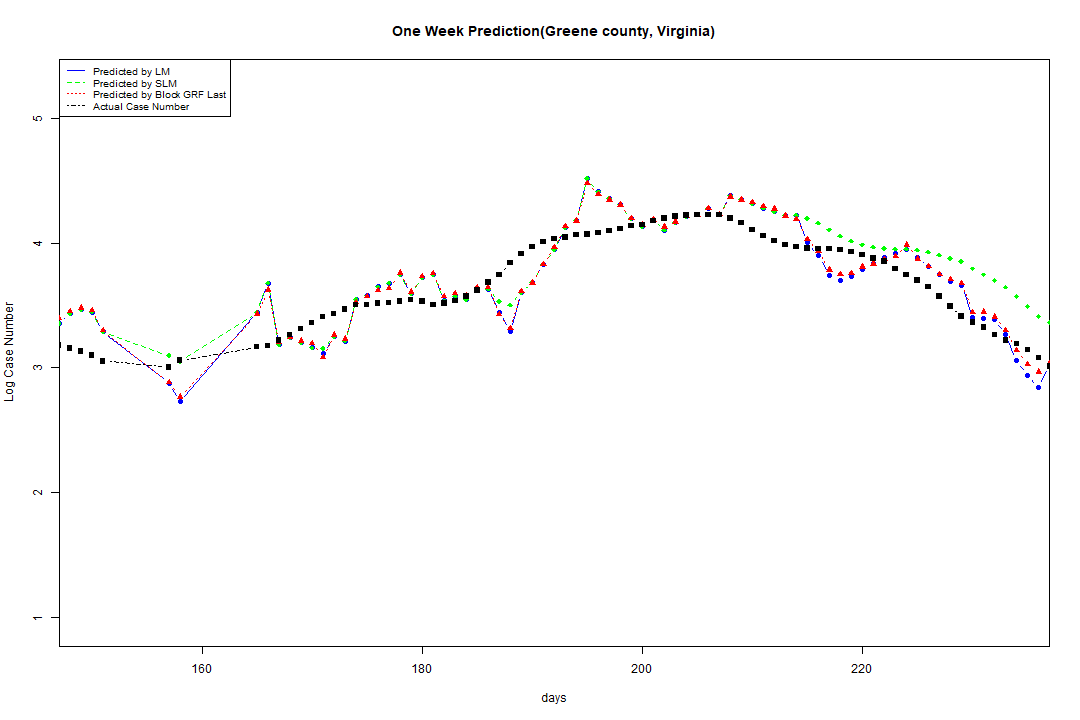 One Week Prediction(Greene county, Virginia)
Predicted by LM
Predicted by SLM
Predicted by Block GRF Last
Actual Case Number
5
4
3
2
1
Log Case Number
160 180 200 220
days